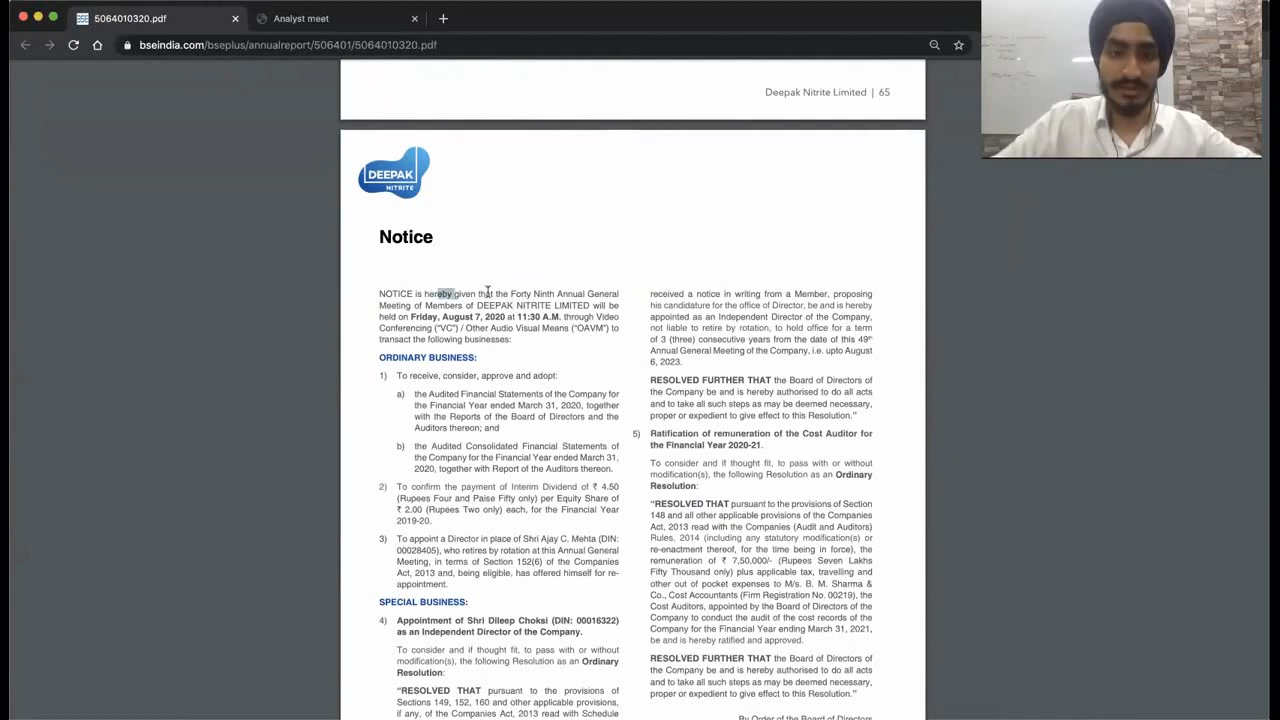 5064010320.pdf
Analyst meet
bseindia.com/bseplus/annualreport/506401/5064010320.pdf
Deepak Nitrite Limited | 65
DEEPAK
NITRITE
Notice
NOTICE is hereby given that the Forty Ninth Annual General
Meeting of Members of DEEPAK NITRITE LIMITED will be
held on Friday, August 7, 2020 at 11:30 A.M. through Video
Conferencing ("VC") / Other Audio Visual Means ("OAVM") to
transact the following businesses:
ORDINARY BUSINESS:
1) To receive, consider, approve and adopt:
a) the Audited Financial Statements of the Company for
the Financial Year ended March 31, 2020, together
with the Reports of the Board of Directors and the
Auditors thereon; and
b) the Audited Consolidated Financial Statements of
the Company for the Financial Year ended March 31,
2020, together with Report of the Auditors thereon.
2) To confirm the payment of Interim Dividend of ₹ 4.50
(Rupees Four and Paise Fifty only) per Equity Share of
₹ 2.00 (Rupees Two only) each, for the Financial Year
2019-20.
3) To appoint a Director in place of Shri Ajay C. Mehta (DIN:
00028405), who retires by rotation at this Annual General
Meeting, in terms of Section 152(6) of the Companies
Act, 2013 and, being eligible, has offered himself for re-
appointment.
SPECIAL BUSINESS:
4) Appointment of Shri Dileep Choksi (DIN: 00016322)
as an Independent Director of the Company.
To consider and if thought fit, to pass with or without
modification(s), the following Resolution as an Ordinary
Resolution:
"RESOLVED THAT pursuant to the provisions of
Sections 149, 152, 160 and other applicable provisions,
if any, of the Companies Act, 2013 read with Schedule
received a notice in writing from a Member, proposing
his candidature for the office of Director, be and is hereby
appointed as an Independent Director of the Company,
not liable to retire by rotation, to hold office for a term
of 3 (three) consecutive years from the date of this 49th
Annual General Meeting of the Company, i.e. upto August
6, 2023.
RESOLVED FURTHER THAT the Board of Directors of
the Company be and is hereby authorised to do all acts
and to take all such steps as may be deemed necessary,
proper or expedient to give effect to this Resolution."
5) Ratification of remuneration of the Cost Auditor for
the Financial Year 2020-21.
To consider and if thought fit, to pass with or without
modification(s), the following Resolution as an Ordinary
Resolution:
"RESOLVED THAT pursuant to the provisions of Section
148 and all other applicable provisions of the Companies
Act, 2013 read with the Companies (Audit and Auditors)
Rules, 2014 (including any statutory modification(s) or
re-enactment thereof, for the time being in force), the
remuneration of ₹ 7,50,000/- (Rupees Seven Lakhs
Fifty Thousand only) plus applicable tax, travelling and
other out of pocket expenses to M/s. B. M. Sharma &
Co., Cost Accountants (Firm Registration No. 00219), the
Cost Auditors, appointed by the Board of Directors of the
Company to conduct the audit of the cost records of the
Company for the Financial Year ending March 31, 2021,
be and is hereby ratified and approved.
RESOLVED FURTHER THAT the Board of Directors of
the Company be and is hereby authorised to do all acts
and to take all such steps as may be deemed necessary,
proper or expedient to give effect to this Resolution."
By Order of the Board of Directors